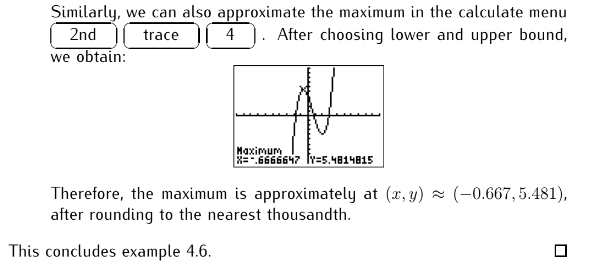 Similarly, we can also approximate the maximum in the calculate menu
2nd trace 4 . After choosing lower and upper bound,
we obtain:
Maximum
X=-.6666647 Y=5.4814815
Therefore, the maximum is approximately at (x, y) ≈ (−0.667, 5.481),
after rounding to the nearest thousandth.
This concludes example 4.6. □